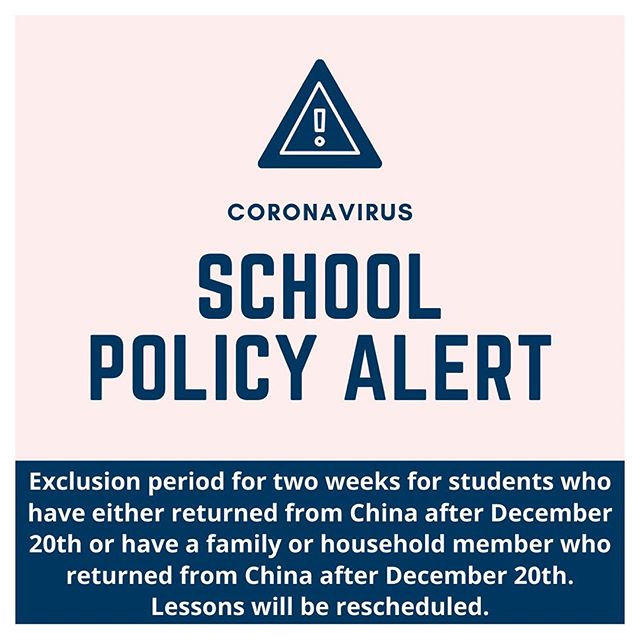 CORONAVIRUS
SCHOOL
POLICY ALERT
Exclusion period for two weeks for students who
have either returned from China after December
20th or have a family or household member who
returned from China after December 20th.
Lessons will be rescheduled.